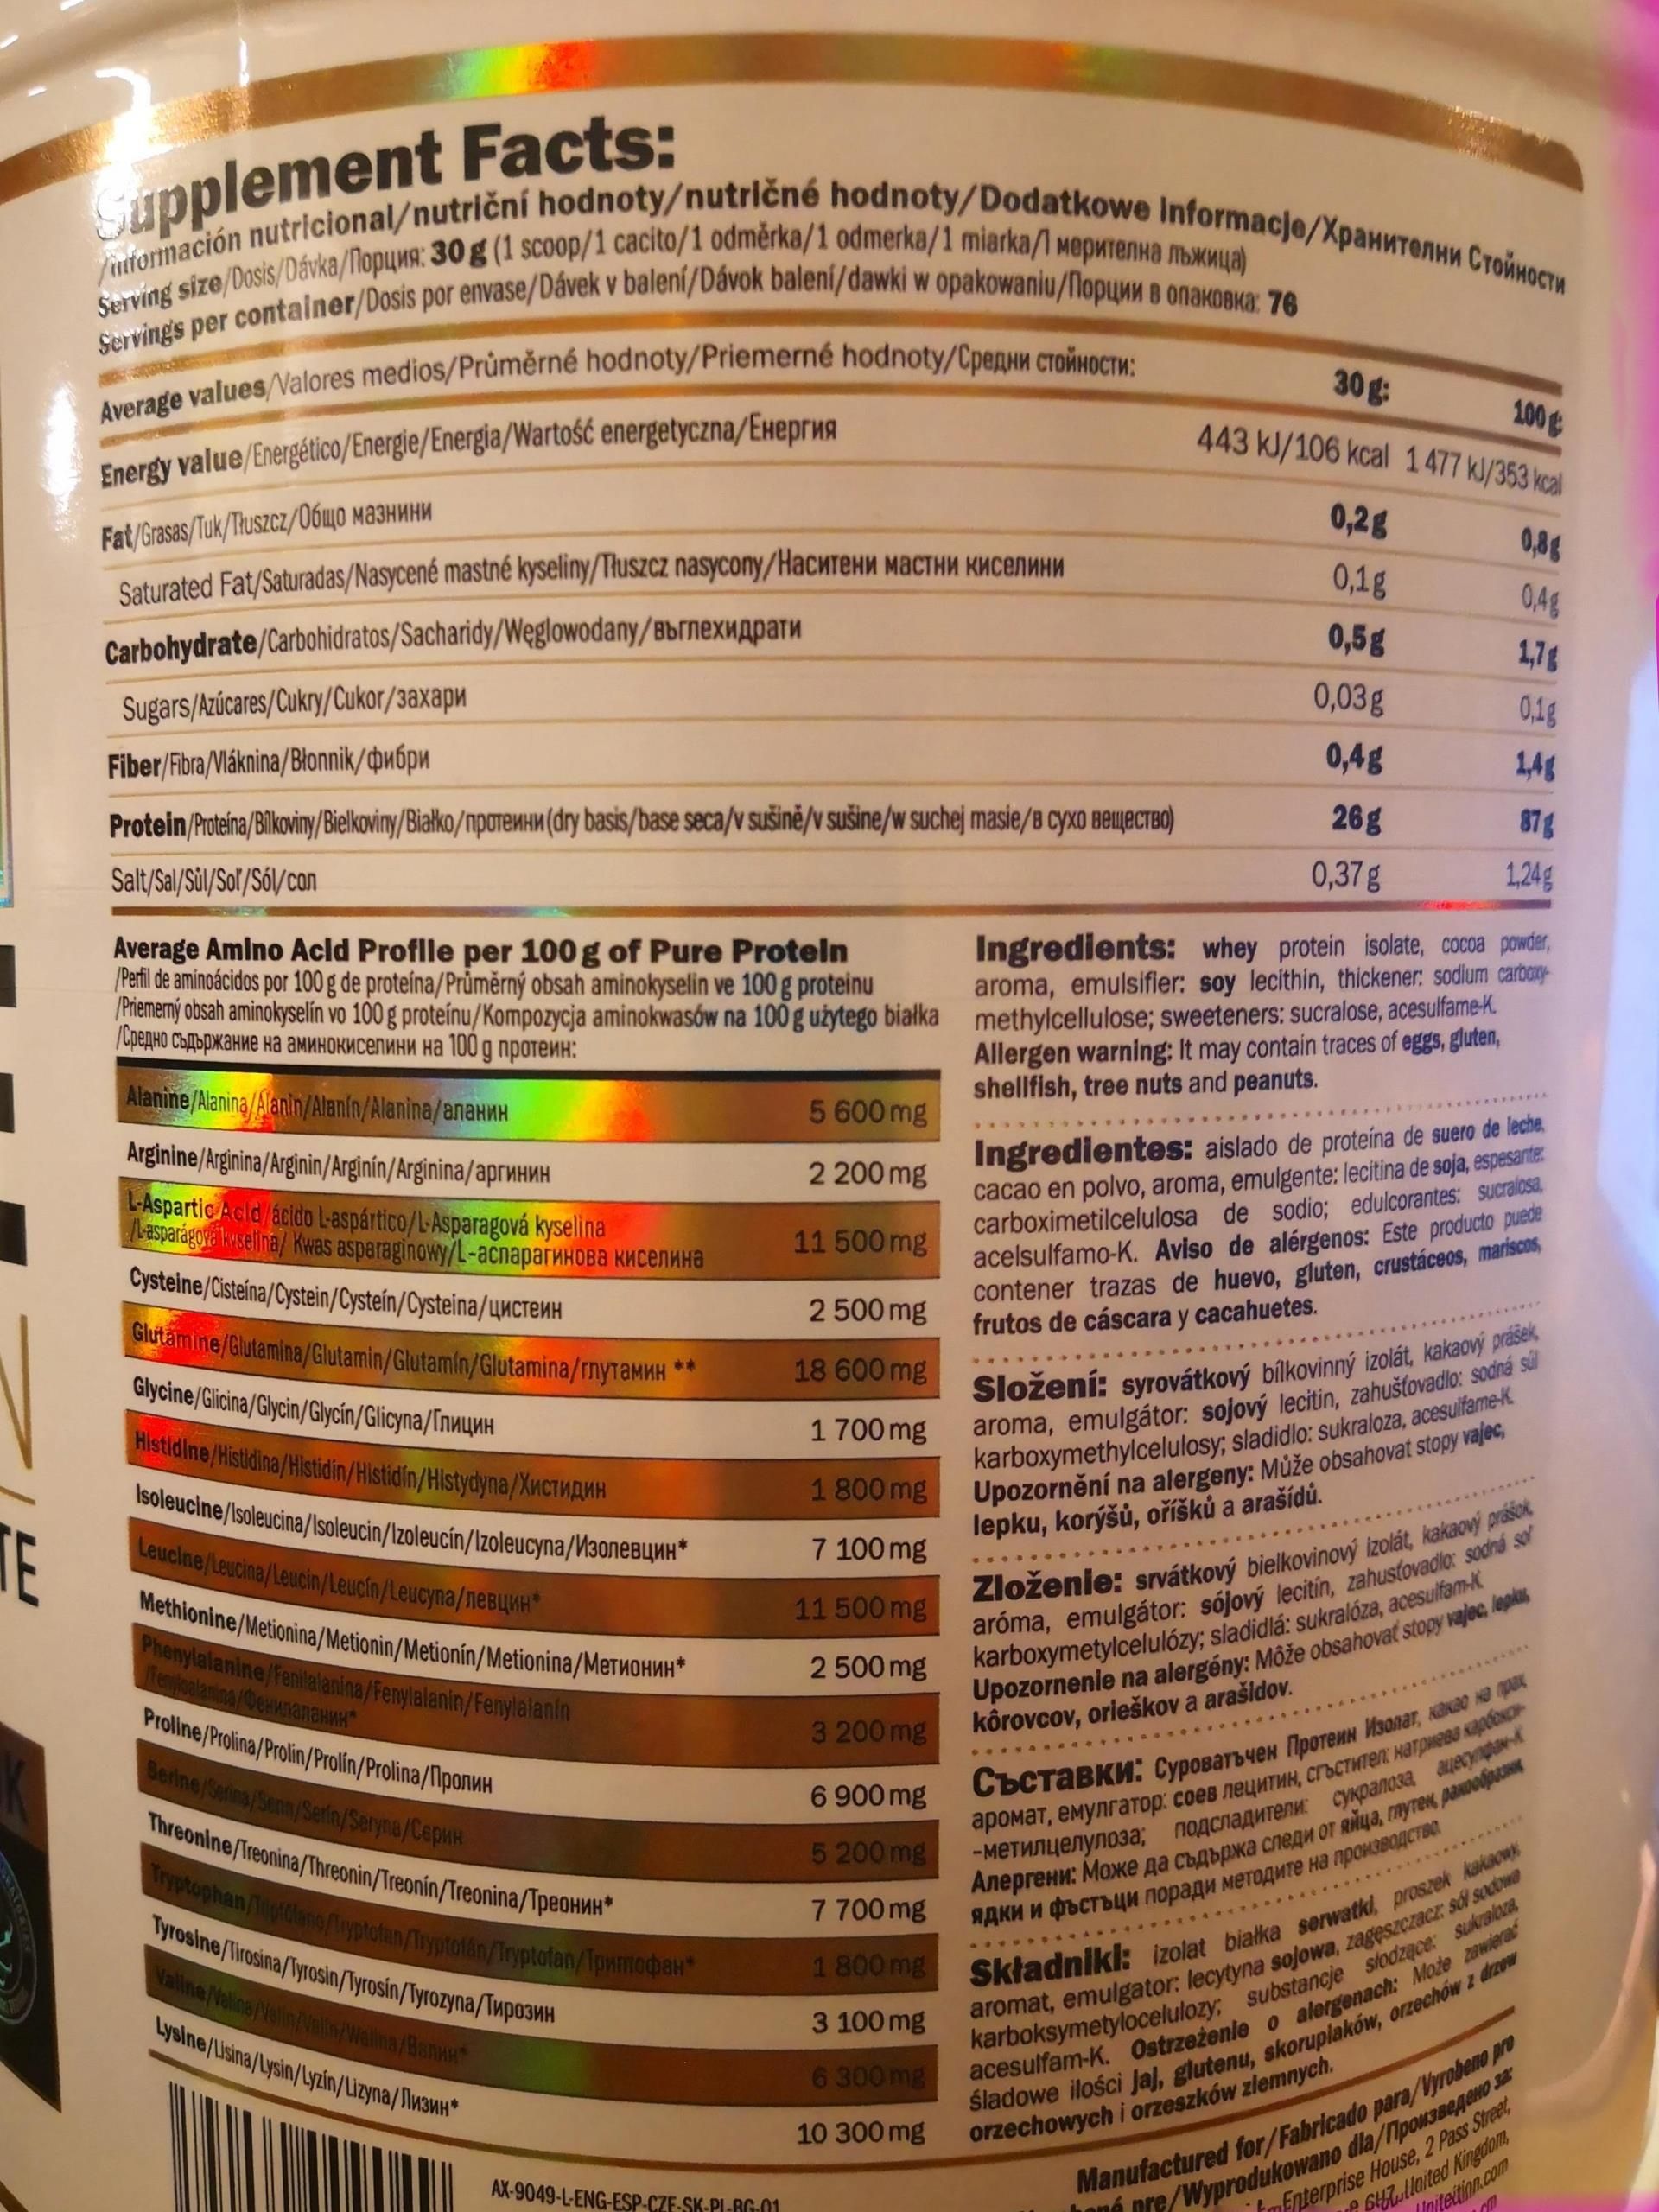 Supplement Facts:
/Información nutricional/nutriční hodnoty/nutričné hodnoty/Dodatkowe Informacje/Хранителни Стойности
Serving size/Dosis/Dávka/Порция: 30 g (1 scoop/1 cacito/1 odměrka/1 odmerka/1 miarka/1 мерителна лъжица)
Servings per container/Dosis por envase/Dávek v balení/Dávok balení/dawki w opakowaniu/Порции в опаковка: 76
Average values/Valores medios/Průměrné hodnoty/Priemerné hodnoty/Средни стойности: 30 g: 100 g:
Energy value/Energético/Energie/Energia/Wartość energetyczna/Енергия 443 kJ/106 kcal 1 477 kJ/353 kcal
Fat/Grasas/Tuk/Tłuszcz/Общо мазнини 0,2 g 0,8 g
Saturated Fat/Saturadas/Nasycené mastné kyseliny/Tłuszcz nasycony/Наситени мастни киселини 0,1 g 0,4 g
Carbohydrate/Carbohidratos/Sacharidy/Węglowodany/въглехидрати 0,5 g 1,7 g
Sugars/Azúcares/Cukry/Cukor/захари 0,03 g 0,1 g
Fiber/Fibra/Vláknina/Błonnik/фибри 0,4 g 1,4 g
Protein/Proteína/Bílkoviny/Bielkoviny/Białko/протеини (dry basis/base seca/v sušině/v sušine/w suchej masie/в сухо вещество) 26 g 87 g
Salt/Sal/Sůl/Soľ/Sól/сол 0,37 g 1,24 g
Average Amino Acid Profile per 100 g of Pure Protein
/Perfil de aminoácidos por 100 g de proteína/Průměrný obsah aminokyselin ve 100 g proteinu
/Priemerný obsah aminokyselín vo 100 g proteínu/Kompozycja aminokwasów na 100 g użytego białka
/Средно съдържание на аминокиселини на 100 g протеин:
Alanine/Alanina/Alanin/Alanín/Alanina/аланин 5 600 mg
Arginine/Arginina/Arginin/Arginín/Arginina/аргинин 2 200 mg
L-Aspartic Acid/ácido L-aspártico/L-Asparagová kyselina
/L-asparágová kyselina/ Kwas asparaginowy/L-аспарагинова киселина 11 500 mg
Cysteine/Cisteína/Cystein/Cysteín/Cysteina/цистеин 2 500 mg
Glutamine/Glutamina/Glutamin/Glutamín/Glutamina/глутамин ** 18 600 mg
Glycine/Glicina/Glycin/Glycín/Glicyna/Глицин 1 700 mg
Histidine/Histidina/Histidin/Histidín/Histydyna/Хистидин 1 800 mg
Isoleucine/Isoleucina/Isoleucin/Izoleucín/Izoleucyna/Изолевцин* 7 100 mg
Leucine/Leucina/Leucin/Leucín/Leucyna/левцин* 11 500 mg
Methionine/Metionina/Metionin/Metionín/Metionina/Метионин* 2 500 mg
Phenylalanine/Fenilalanina/Fenylalanin/Fenylalanín
/Fenyloalanina/Фенилаланин* 3 200 mg
Proline/Prolina/Prolin/Prolín/Prolina/Пролин 6 900 mg
Serine/Serina/Serin/Serín/Seryna/Серин 5 200 mg
Threonine/Treonina/Threonin/Treonín/Treonina/Треонин* 7 700 mg
Tryptophan/Triptófano/Tryptofan/Tryptofán/Tryptofan/Триптофан* 1 800 mg
Tyrosine/Tirosina/Tyrosin/Tyrosín/Tyrozyna/Тирозин 3 100 mg
Valine/Valina/Valin/Valín/Walina/Валин* 6 300 mg
Lysine/Lisina/Lysin/Lyzín/Lizyna/Лизин* 10 300 mg
AX-9049-L-ENG-ESP-CZE-SK-PL-BG-01
Ingredients: whey protein isolate, cocoa powder,
aroma, emulsifier: soy lecithin, thickener: sodium carboxy-
methylcellulose; sweeteners: sucralose, acesulfame-K.
Allergen warning: It may contain traces of eggs, gluten,
shellfish, tree nuts and peanuts.
Ingredientes: aislado de proteína de suero de leche,
cacao en polvo, aroma, emulgente: lecitina de soja, espesante:
carboximetilcelulosa de sodio; edulcorantes: sucralosa,
acelsulfamo-K. Aviso de alérgenos: Este producto puede
contener trazas de huevo, gluten, crustáceos, mariscos,
frutos de cáscara y cacahuetes.
Složení: syrovátkový bílkovinný izolát, kakaový prášek,
aroma, emulgátor: sojový lecitin, zahušťovadlo: sodná sůl
karboxymethylcelulosy; sladidlo: sukraloza, acesulfame-K.
Upozornění na alergeny: Může obsahovat stopy vajec,
lepku, korýšů, oříšků a arašídů.
Zloženie: srvátkový bielkovinový izolát, kakaový prášok,
aróma, emulgátor: sójový lecitín, zahusťovadlo: sodná soľ
karboxymetylcelulózy; sladidlá: sukralóza, acesulfam-K.
Upozornenie na alergény: Môže obsahovať stopy vajec, lepku,
kôrovcov, orieškov a arašidov.
Съставки: Суроватъчен Протеин Изолат, какао на прах,
аромат, емулгатор: соев лецитин, сгъстител: натриева карбокси-
-метилцелулоза; подсладители: сукралоза, ацесулфам-К
Алергени: Може да съдържа следи от яйца, глутен, ракообразни,
ядки и фъстъци поради методите на производство.
Składniki: izolat białka serwatki, proszek kakaowy,
aromat, emulgator: lecytyna sojowa, zagęszczacz: sól sodowa
karboksymetylocelulozy; substancje słodzące: sukraloza,
acesulfam-K. Ostrzeżenie o alergenach: Może zawierać
śladowe ilości jaj, glutenu, skorupiaków, orzechów z drzew
orzechowych i orzeszków ziemnych.
Manufactured for/Fabricado para/Vyrobeno pro
pre/Wyprodukowano dla/Произведено за:
Enterprise House, 2 Pass Street,
United Kingdom,
TE
K